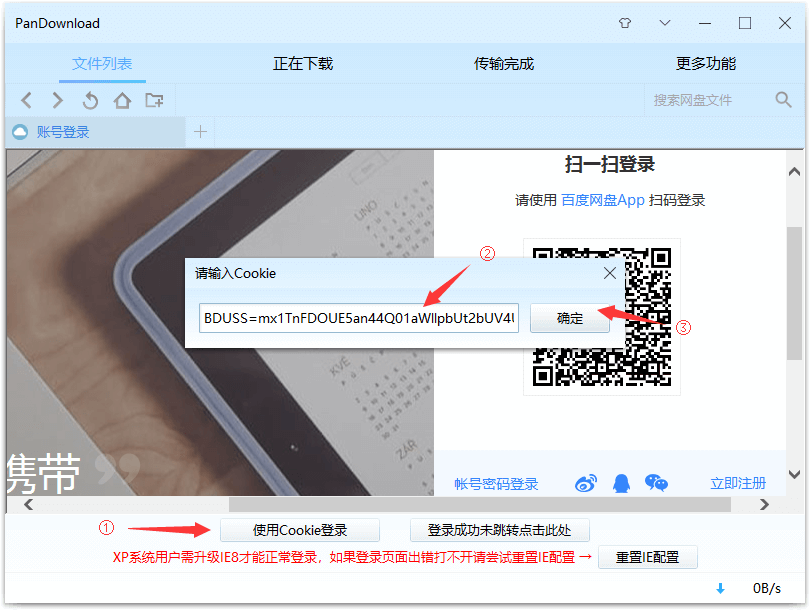 PanDownload
文件列表
正在下载
传输完成
更多功能
搜索网盘文件
账号登录
扫一扫登录
请使用 百度网盘App 扫码登录
UNO
②
请输入Cookie
BDUSS=mx1TnFDOUE5an44Q01aWllpbUt2bUV4U
确定
③
KVĚ
ZÁŘ
携带 ”
帐号密码登录
立即注册
①
使用Cookie登录
登录成功未跳转点击此处
XP系统用户需升级IE8才能正常登录，如果登录页面出错打不开请尝试重置IE配置 →
重置IE配置
0B/s